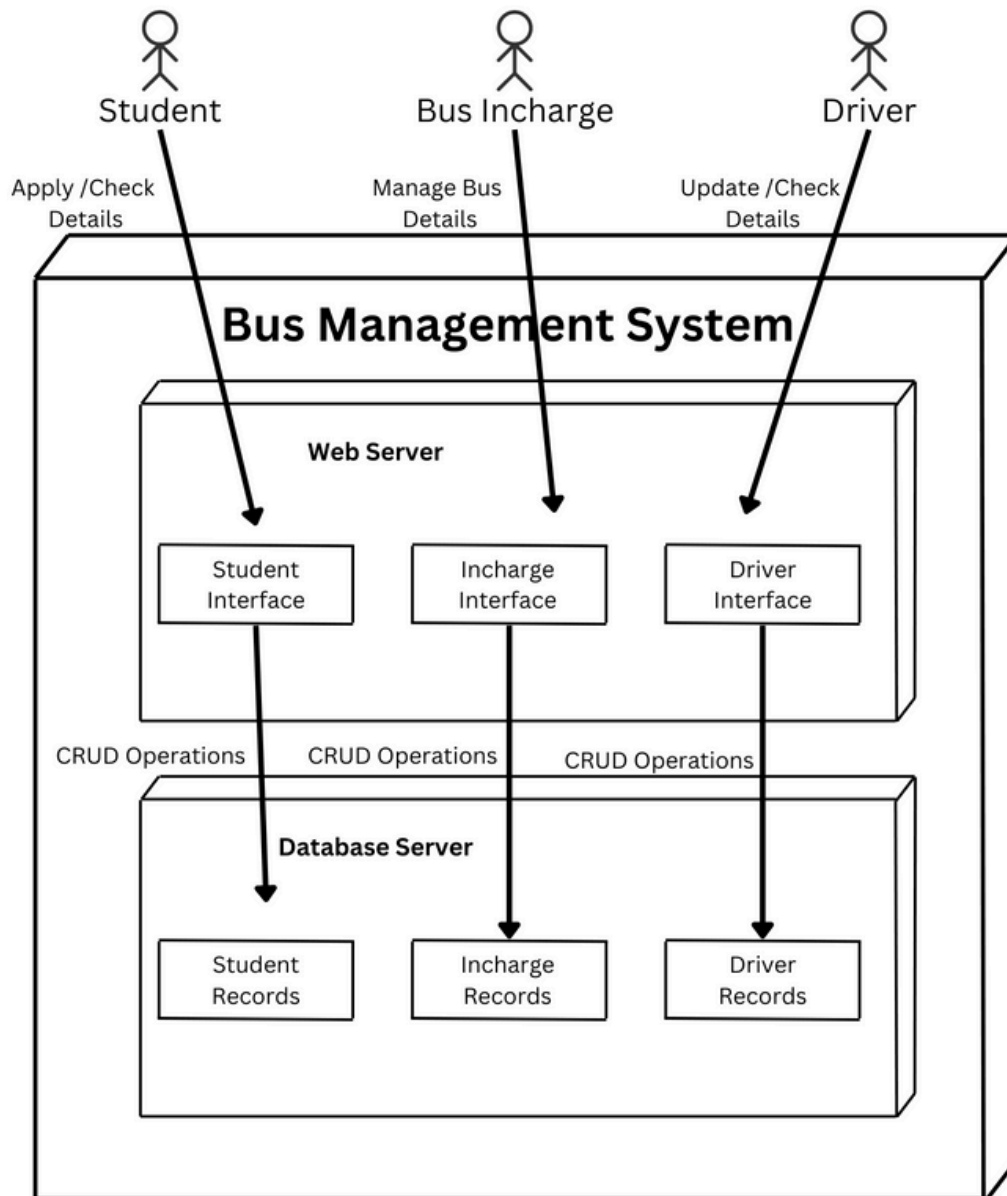 Student
Bus Incharge
Driver
Apply /Check
Details
Manage Bus
Details
Update /Check
Details
Bus Management System
Web Server
Student
Interface
Incharge
Interface
Driver
Interface
CRUD Operations
CRUD Operations
CRUD Operations
Database Server
Student
Records
Incharge
Records
Driver
Records